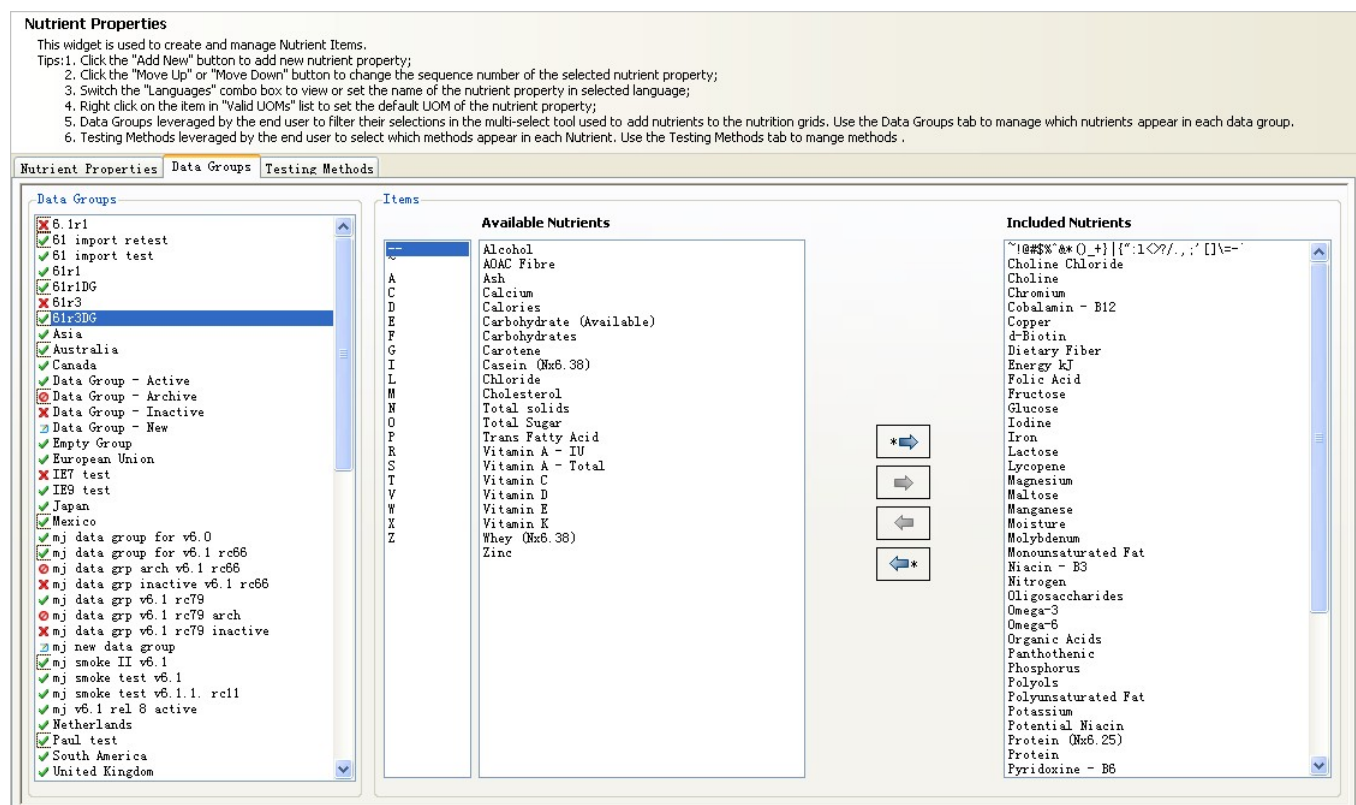 Nutrient Properties
This widget is used to create and manage Nutrient Items.
Tips:1. Click the "Add New" button to add new nutrient property;
2. Click the "Move Up" or "Move Down" button to change the sequence number of the selected nutrient property;
3. Switch the "Languages" combo box to view or set the name of the nutrient property in selected language;
4. Right click on the item in "Valid UOMs" list to set the default UOM of the nutrient property;
5. Data Groups leveraged by the end user to filter their selections in the multi-select tool used to add nutrients to the nutrition grids. Use the Data Groups tab to manage which nutrients appear in each data group.
6. Testing Methods leveraged by the end user to select which methods appear in each Nutrient. Use the Testing Methods tab to mange methods .
Nutrient Properties Data Groups Testing Methods
Data Groups
6.1r1
61 import retest
61 import test
61r1
61r1DG
61r3
61r3DG
Asia
Australia
Canada
Data Group - Active
Data Group - Archive
Data Group - Inactive
Data Group - New
Empty Group
European Union
IE7 test
IE9 test
Japan
Mexico
mj data group for v6.0
mj data group for v6.1 rc66
mj data grp arch v6.1 rc66
mj data grp inactive v6.1 rc66
mj data grp v6.1 rc79
mj data grp v6.1 rc79 arch
mj data grp v6.1 rc79 inactive
mj new data group
mj smoke II v6.1
mj smoke test v6.1
mj smoke test v6.1.1. rc11
mj v6.1 rel 8 active
Netherlands
Paul test
South America
United Kingdom
Items
--
~
A
C
D
E
F
G
I
L
M
N
O
P
R
S
T
V
W
X
Z
Available Nutrients
Alcohol
AOAC Fibre
Ash
Calcium
Calories
Carbohydrate (Available)
Carbohydrates
Carotene
Casein (Nx6.38)
Chloride
Cholesterol
Total solids
Total Sugar
Trans Fatty Acid
Vitamin A - IU
Vitamin A - Total
Vitamin C
Vitamin D
Vitamin E
Vitamin K
Whey (Nx6.38)
Zinc
Included Nutrients
~!@#$%^&*()_+}|{":1<>?/.,;'[]\=-`
Choline Chloride
Choline
Chromium
Cobalamin - B12
Copper
d-Biotin
Dietary Fiber
Energy kJ
Folic Acid
Fructose
Glucose
Iodine
Iron
Lactose
Lycopene
Magnesium
Maltose
Manganese
Moisture
Molybdenum
Monounsaturated Fat
Niacin - B3
Nitrogen
Oligosaccharides
Omega-3
Omega-6
Organic Acids
Panthothenic
Phosphorus
Polyols
Polyunsaturated Fat
Potassium
Potential Niacin
Protein (Nx6.25)
Protein
Pyridoxine - B6